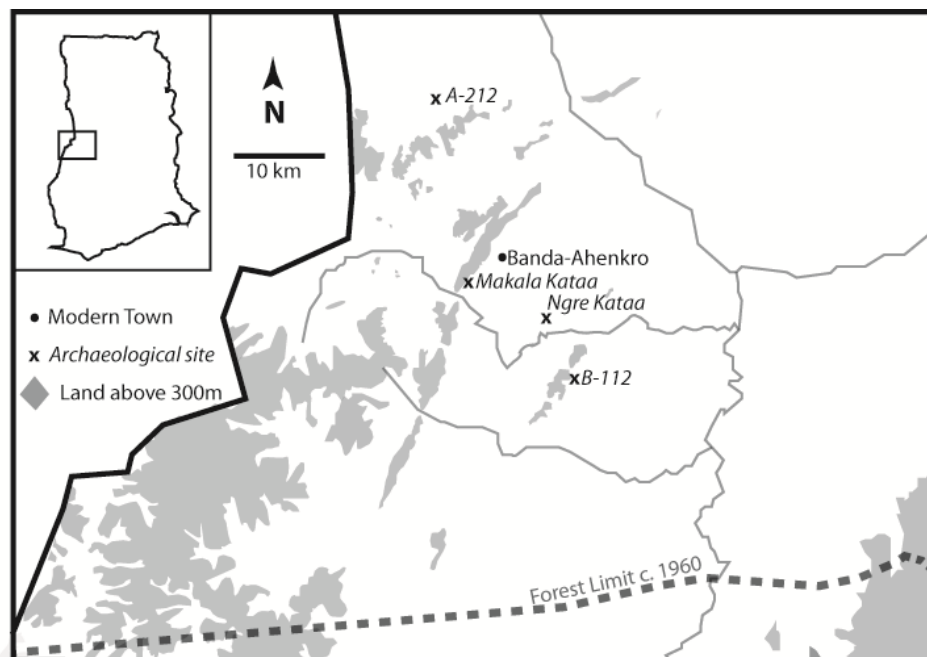 N
10 km
x A-212
Banda-Ahenkro
x Makala Kataa
Ngre Kataa
x
• Modern Town
x Archaeological site
Land above 300m
x B-112
Forest Limit c. 1960